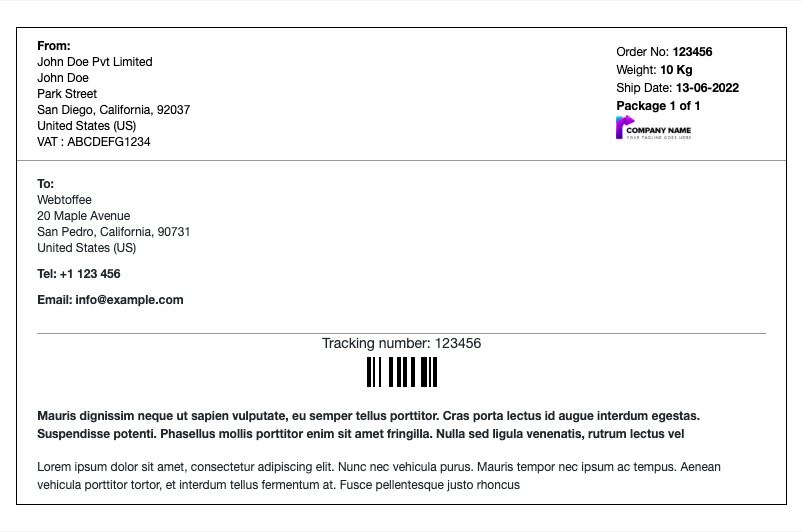 From:
John Doe Pvt Limited
John Doe
Park Street
San Diego, California, 92037
United States (US)
VAT : ABCDEFG1234
Order No: 123456
Weight: 10 Kg
Ship Date: 13-06-2022
Package 1 of 1
COMPANY NAME
YOUR TAGLINE GOES HERE
To:
Webtoffee
20 Maple Avenue
San Pedro, California, 90731
United States (US)
Tel: +1 123 456
Email: info@example.com
Tracking number: 123456
Mauris dignissim neque ut sapien vulputate, eu semper tellus porttitor. Cras porta lectus id augue interdum egestas.
Suspendisse potenti. Phasellus mollis porttitor enim sit amet fringilla. Nulla sed ligula venenatis, rutrum lectus vel
Lorem ipsum dolor sit amet, consectetur adipiscing elit. Nunc nec vehicula purus. Mauris tempor nec ipsum ac tempus. Aenean
vehicula porttitor tortor, et interdum tellus fermentum at. Fusce pellentesque justo rhoncus